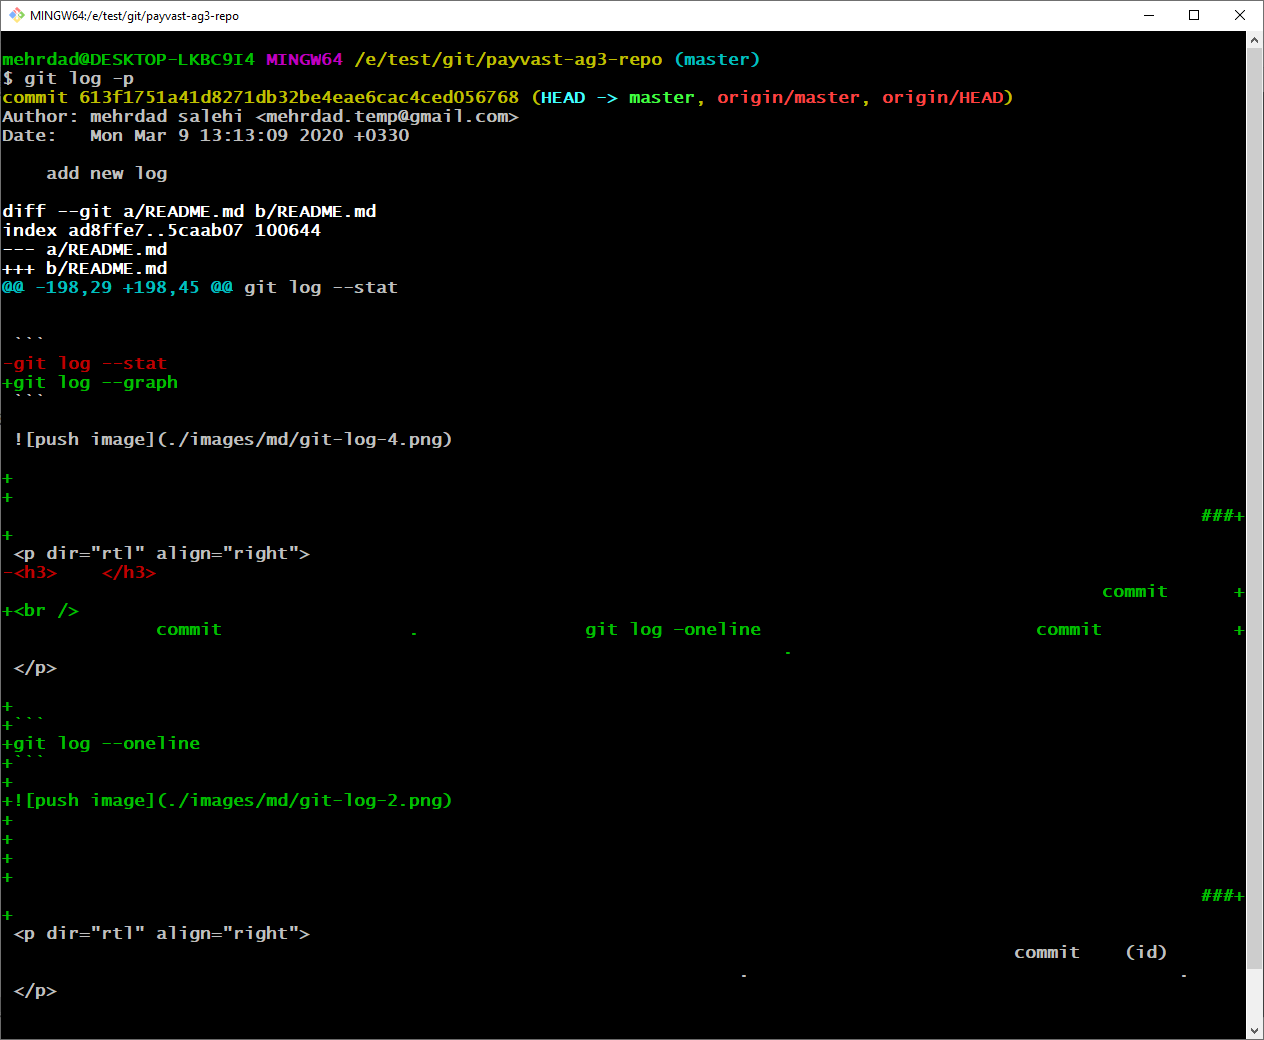 MINGW64:/e/test/git/payvast-ag3-repo
mehrdad@DESKTOP-LKBC9I4 MINGW64 /e/test/git/payvast-ag3-repo (master)
$ git log -p
commit 613f1751a41d8271db32be4eae6cac4ced056768 (HEAD -> master, origin/master, origin/HEAD)
Author: mehrdad salehi <mehrdad.temp@gmail.com>
Date:   Mon Mar 9 13:13:09 2020 +0330
    add new log
diff --git a/README.md b/README.md
index ad8ffe7..5caab07 100644
--- a/README.md
+++ b/README.md
@@ -198,29 +198,45 @@ git log --stat
 ```
-git log --stat
+git log --graph
 ```
 ![push image](./images/md/git-log-4.png)
+
+
###+
+
 <p dir="rtl" align="right">
-<h3>    </h3>
commit      +
+<br />
commit                 .               git log -oneline                         commit            +
.
 </p>
+
+```
+git log --oneline
+```
+
+![push image](./images/md/git-log-2.png)
+
+
+
+
###+
+
 <p dir="rtl" align="right">
commit    (id)
.                                       .
 </p>